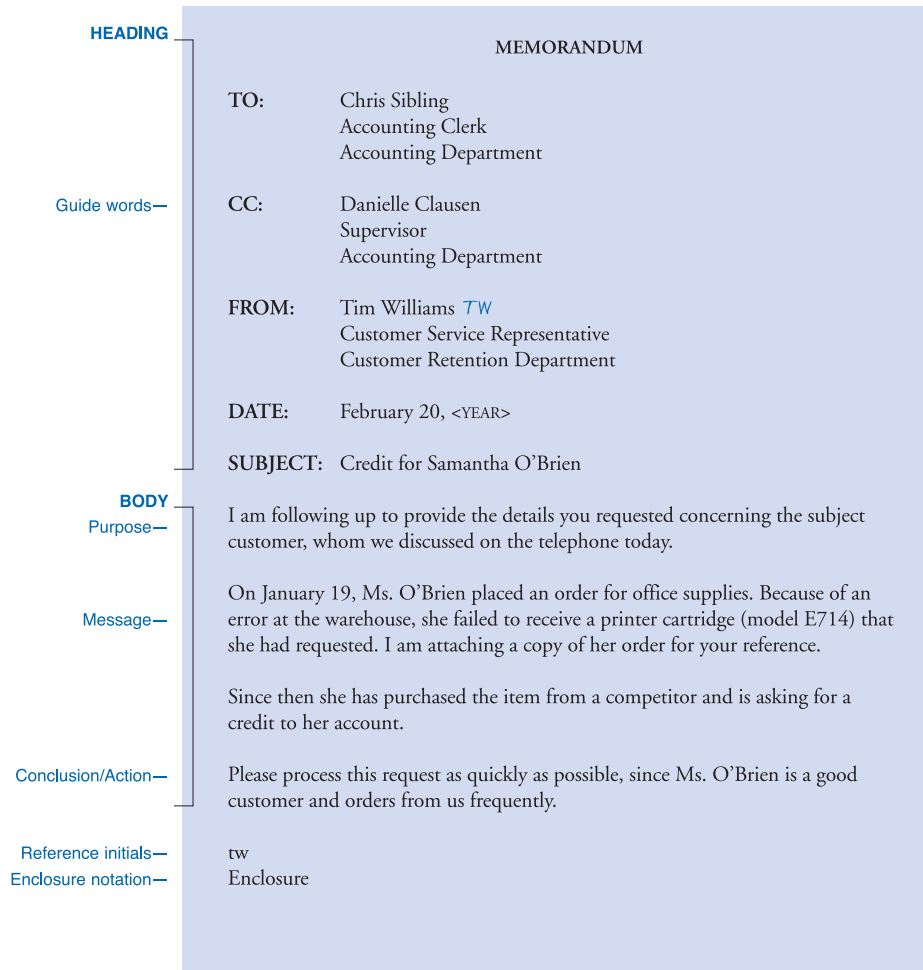 HEADING
MEMORANDUM
TO: Chris Sibling
Accounting Clerk
Accounting Department
Guide words—
CC: Danielle Clausen
Supervisor
Accounting Department
FROM: Tim Williams TW
Customer Service Representative
Customer Retention Department
DATE: February 20, <YEAR>
SUBJECT: Credit for Samantha O'Brien
BODY
Purpose—
I am following up to provide the details you requested concerning the subject
customer, whom we discussed on the telephone today.
Message—
On January 19, Ms. O'Brien placed an order for office supplies. Because of an
error at the warehouse, she failed to receive a printer cartridge (model E714) that
she had requested. I am attaching a copy of her order for your reference.
Since then she has purchased the item from a competitor and is asking for a
credit to her account.
Conclusion/Action—
Please process this request as quickly as possible, since Ms. O'Brien is a good
customer and orders from us frequently.
Reference initials—
tw
Enclosure notation—
Enclosure